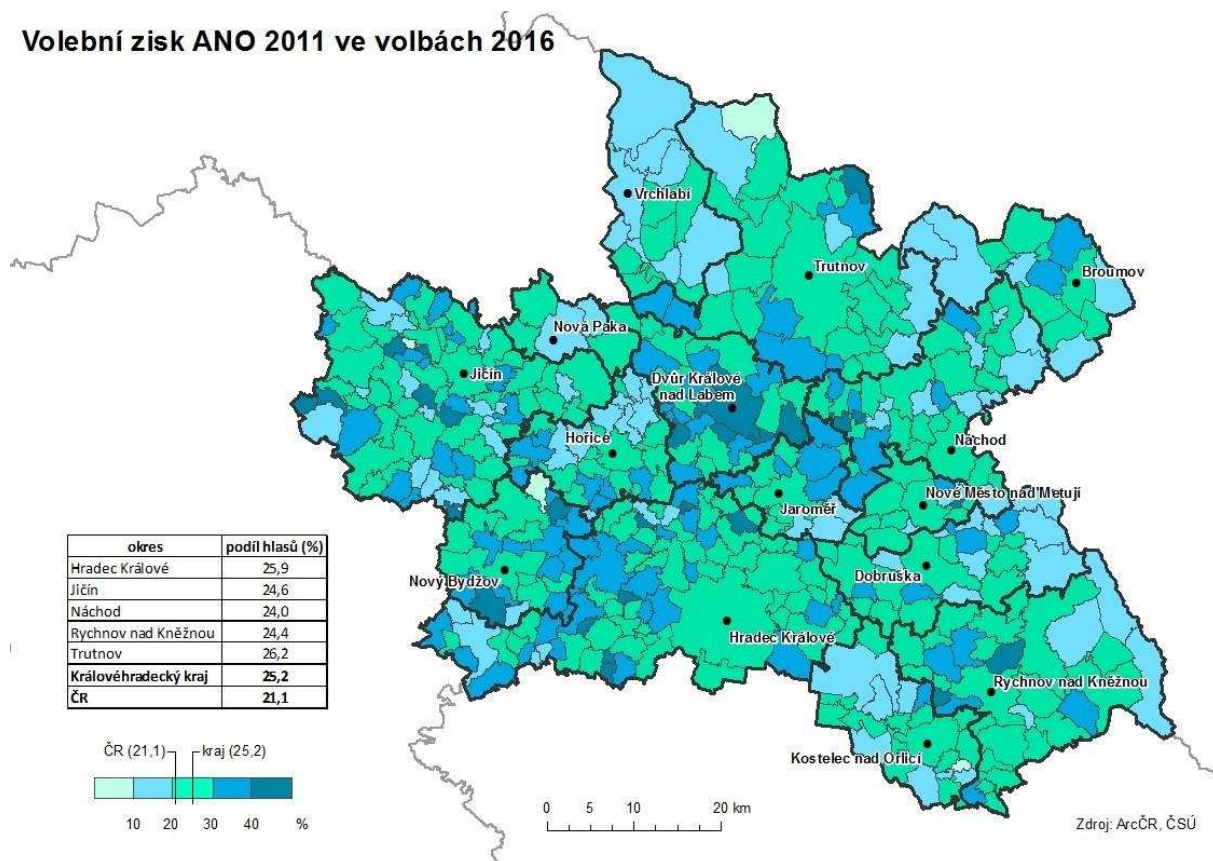 Volební zisk ANO 2011 ve volbách 2016
Vrchlabí
Trutnov
Broumov
Nová Paka
Jičín
Dvůr Králové
nad Labem
Hořice
Náchod
Jaroměř
Nové Město nad Metují
Nový Bydžov
Dobruška
Hradec Králové
Rychnov nad Kněžnou
Kostelec nad Orlicí
okres podíl hlasů (%)
Hradec Králové 25,9
Jičín 24,6
Náchod 24,0
Rychnov nad Kněžnou 24,4
Trutnov 26,2
Královéhradecký kraj 25,2
ČR 21,1
ČR (21,1) kraj (25,2)
10 20 30 40 %
0 5 10 20 km
Zdroj: ArcČR, ČSÚ